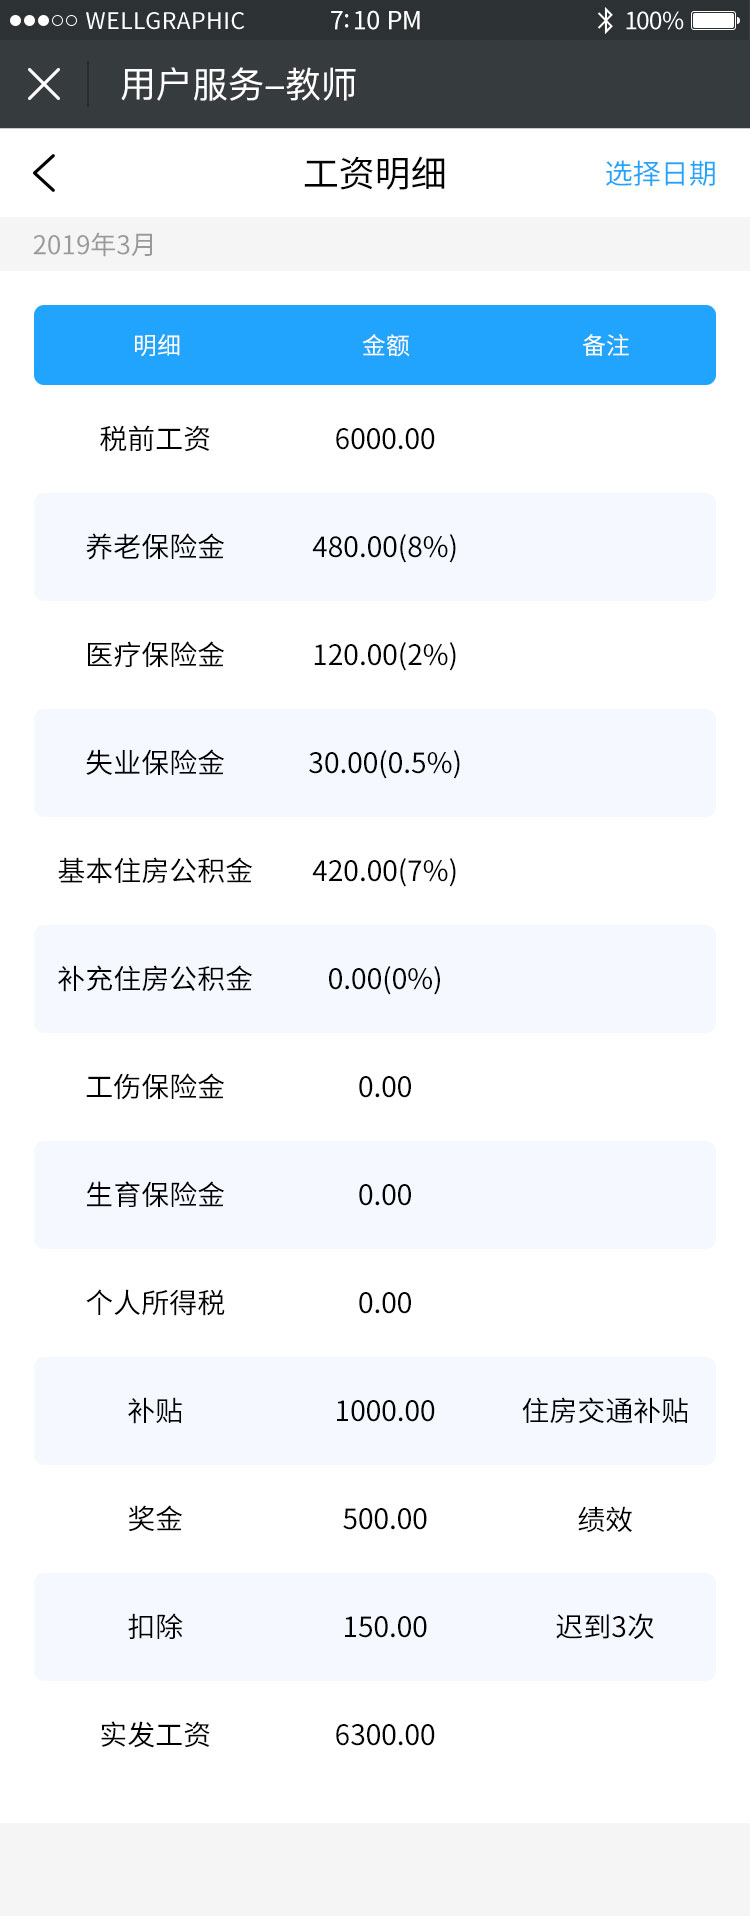 WELLGRAPHIC 7:10 PM 100%
用户服务–教师
工资明细 选择日期
2019年3月
明细 金额 备注
税前工资 6000.00
养老保险金 480.00(8%)
医疗保险金 120.00(2%)
失业保险金 30.00(0.5%)
基本住房公积金 420.00(7%)
补充住房公积金 0.00(0%)
工伤保险金 0.00
生育保险金 0.00
个人所得税 0.00
补贴 1000.00 住房交通补贴
奖金 500.00 绩效
扣除 150.00 迟到3次
实发工资 6300.00